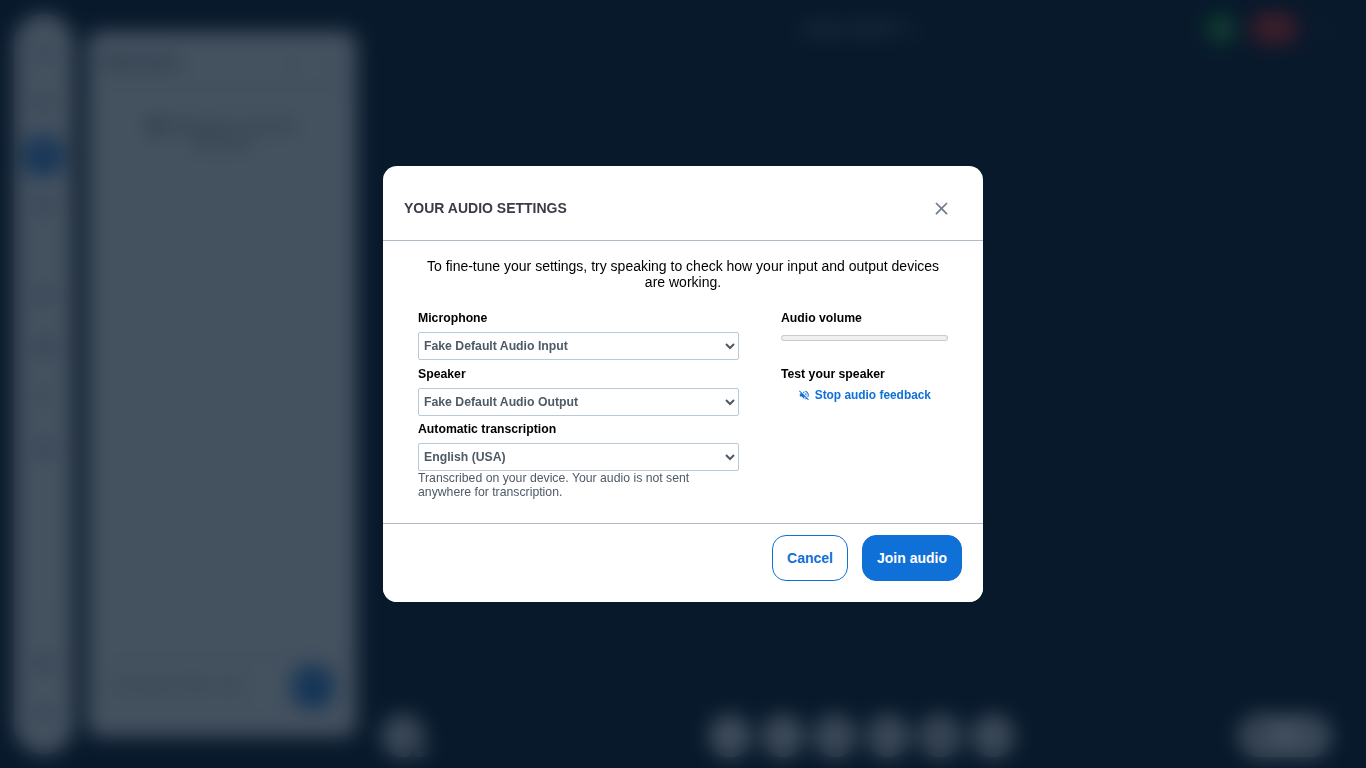 YOUR AUDIO SETTINGS
To fine-tune your settings, try speaking to check how your input and output devices
are working.
Microphone
Fake Default Audio Input
Audio volume
Speaker
Fake Default Audio Output
Test your speaker
Stop audio feedback
Automatic transcription
English (USA)
Transcribed on your device. Your audio is not sent
anywhere for transcription.
Cancel
Join audio